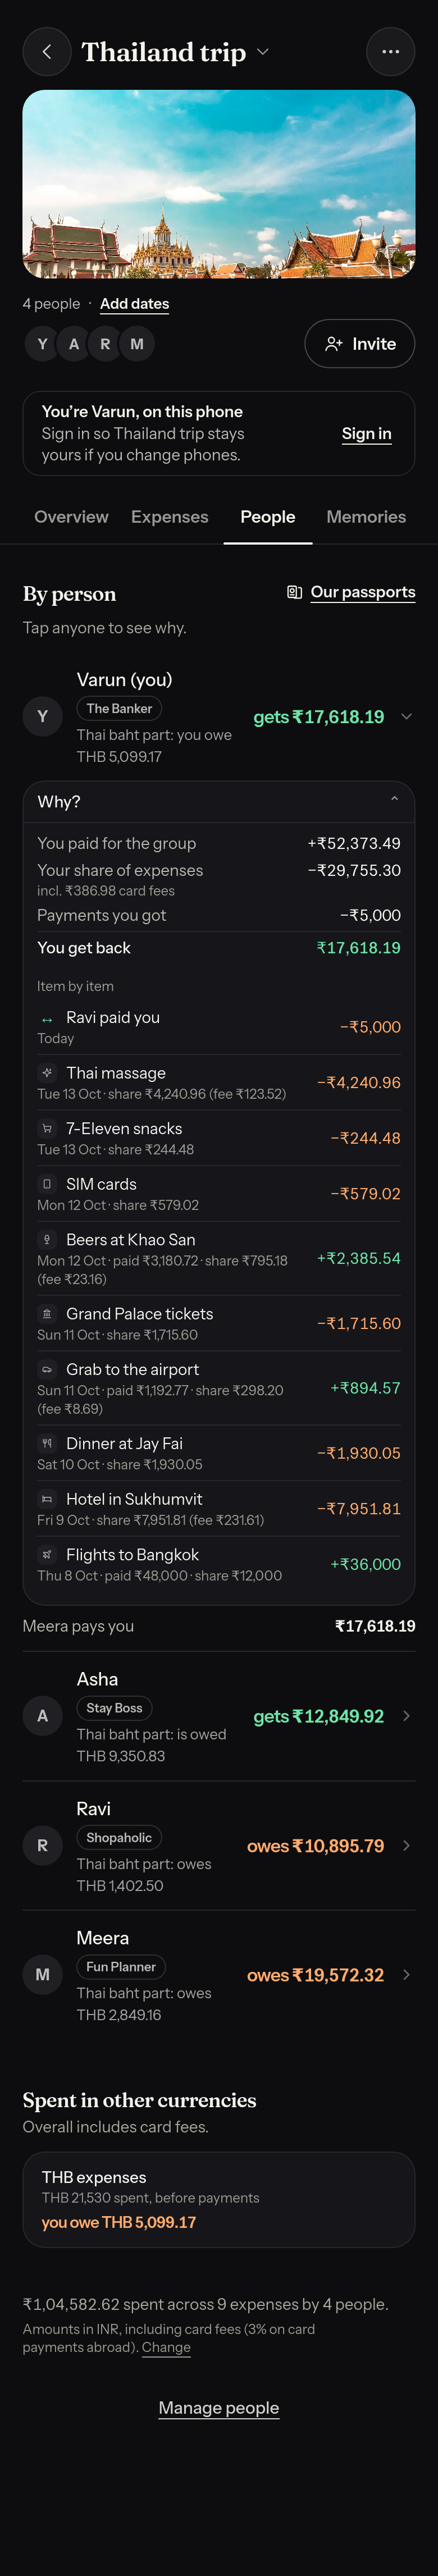 Thailand trip
4 people · Add dates
Y A R M
Invite
You’re Varun, on this phone
Sign in so Thailand trip stays
yours if you change phones.
Sign in
Overview Expenses People Memories
By person
Our passports
Tap anyone to see why.
Varun (you)
The Banker
Y
Thai baht part: you owe
THB 5,099.17
gets ₹17,618.19
Why?
You paid for the group +₹52,373.49
Your share of expenses −₹29,755.30
incl. ₹386.98 card fees
Payments you got −₹5,000
You get back ₹17,618.19
Item by item
↔ Ravi paid you
Today
−₹5,000
Thai massage
Tue 13 Oct · share ₹4,240.96 (fee ₹123.52)
−₹4,240.96
7-Eleven snacks
Tue 13 Oct · share ₹244.48
−₹244.48
SIM cards
Mon 12 Oct · share ₹579.02
−₹579.02
Beers at Khao San
Mon 12 Oct · paid ₹3,180.72 · share ₹795.18
(fee ₹23.16)
+₹2,385.54
Grand Palace tickets
Sun 11 Oct · share ₹1,715.60
−₹1,715.60
Grab to the airport
Sun 11 Oct · paid ₹1,192.77 · share ₹298.20
(fee ₹8.69)
+₹894.57
Dinner at Jay Fai
Sat 10 Oct · share ₹1,930.05
−₹1,930.05
Hotel in Sukhumvit
Fri 9 Oct · share ₹7,951.81 (fee ₹231.61)
−₹7,951.81
Flights to Bangkok
Thu 8 Oct · paid ₹48,000 · share ₹12,000
+₹36,000
Meera pays you ₹17,618.19
Asha
Stay Boss
A
Thai baht part: is owed
THB 9,350.83
gets ₹12,849.92
Ravi
Shopaholic
R
Thai baht part: owes
THB 1,402.50
owes ₹10,895.79
Meera
Fun Planner
M
Thai baht part: owes
THB 2,849.16
owes ₹19,572.32
Spent in other currencies
Overall includes card fees.
THB expenses
THB 21,530 spent, before payments
you owe THB 5,099.17
₹1,04,582.62 spent across 9 expenses by 4 people.
Amounts in INR, including card fees (3% on card
payments abroad). Change
Manage people